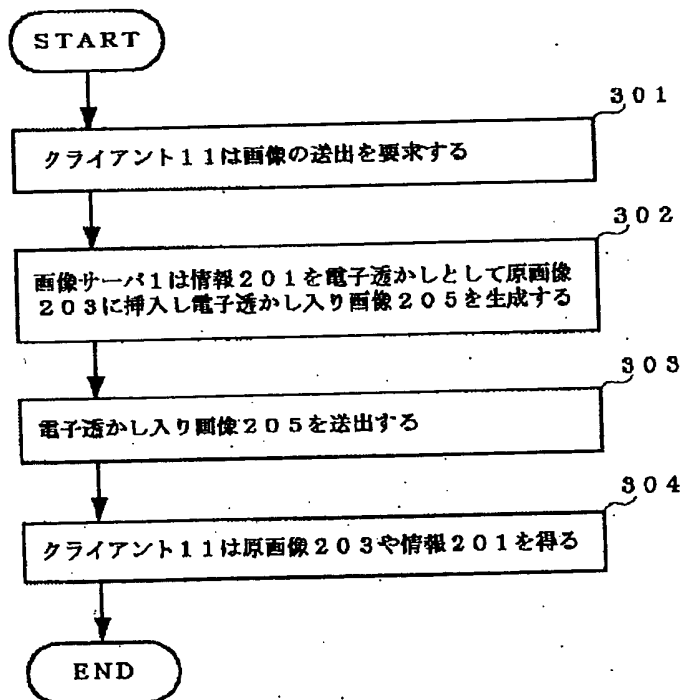 START
301
クライアント11は画像の送出を要求する
302
画像サーバ1は情報201を電子透かしとして原画像
203に挿入し電子透かし入り画像205を生成する
303
電子透かし入り画像205を送出する
304
クライアント11は原画像203や情報201を得る
END